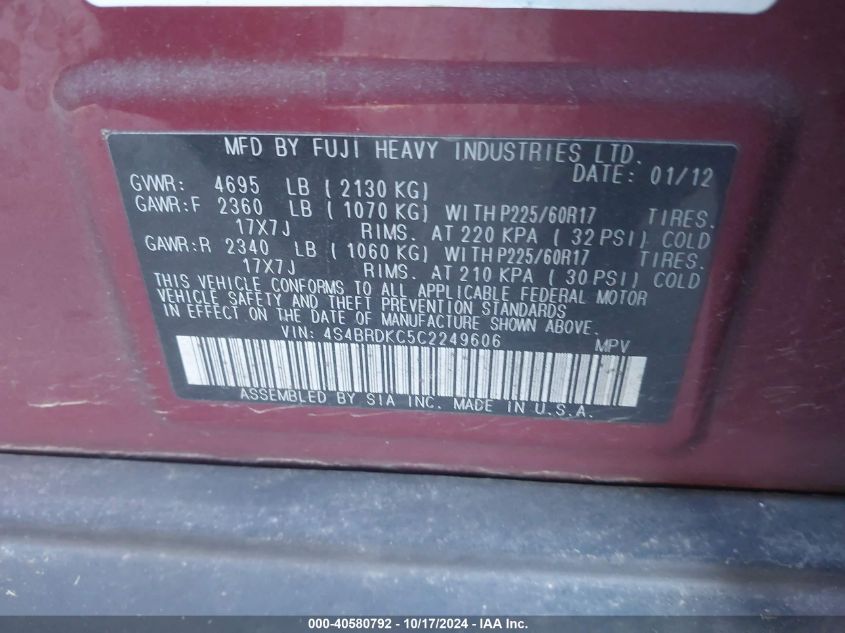 MFD BY FUJI HEAVY INDUSTRIES LTD.
DATE: 01/12
GVWR: 4695 LB ( 2130 KG)
GAWR:F 2360 LB ( 1070 KG) WITH P225/60R17 TIRES.
17X7J RIMS. AT 220 KPA ( 32 PSI) COLD
GAWR:R 2340 LB ( 1060 KG) WITH P225/60R17 TIRES.
17X7J RIMS. AT 210 KPA ( 30 PSI) COLD
THIS VEHICLE CONFORMS TO ALL APPLICABLE FEDERAL MOTOR
VEHICLE SAFETY AND THEFT PREVENTION STANDARDS
IN EFFECT ON THE DATE OF MANUFACTURE SHOWN ABOVE.
VIN: 4S4BRDKC5C2249606 MPV
ASSEMBLED BY SIA INC. MADE IN U.S.A.
000-40580792 - 10/17/2024 - IAA, Inc.